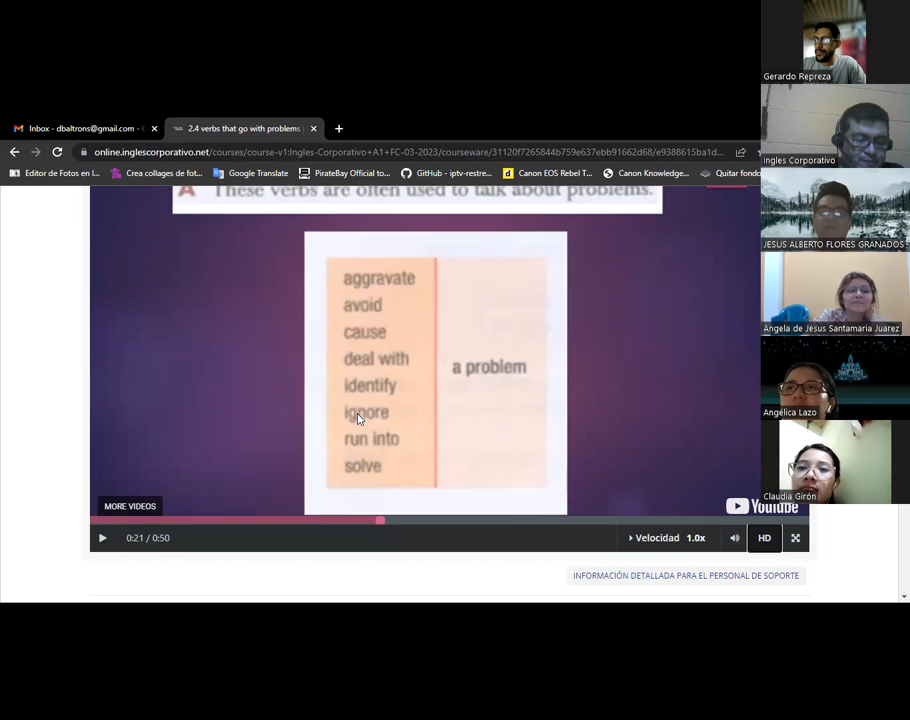 Inbox - dbaltrons@gmail.com -
2.4 verbs that go with problems
online.inglescorporativo.net/courses/course-v1:Ingles-Corporativo+A1+FC-03-2023/courseware/31120f7265844b759e637ebb91662d68/e9388615ba1d...
Editor de Fotos en l...
Crea collages de fot...
Google Translate
PirateBay Official to...
GitHub - iptv-restre...
Canon EOS Rebel T...
Canon Knowledge...
Quitar fondo
A These verbs are often used to talk about problems.
aggravate
avoid
cause
deal with
identify
ignore
run into
solve
a problem
MORE VIDEOS
YouTube
0:21 / 0:50
Velocidad 1.0x
HD
INFORMACIÓN DETALLADA PARA EL PERSONAL DE SOPORTE
Gerardo Repreza
Ingles Corporativo
JESUS ALBERTO FLORES GRANADOS
Angela de Jesus Santamaria Juarez
Angélica Lazo
Claudia Girón